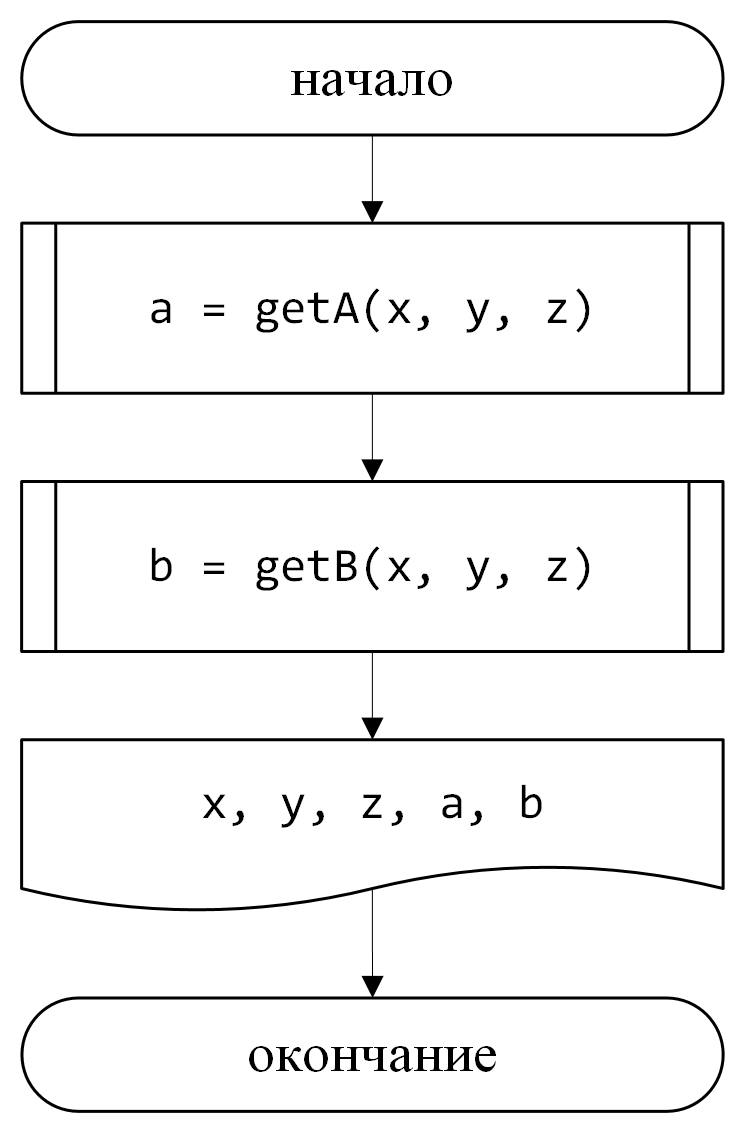 начало
a = getA(x, y, z)
b = getB(x, y, z)
x, y, z, a, b
окончание